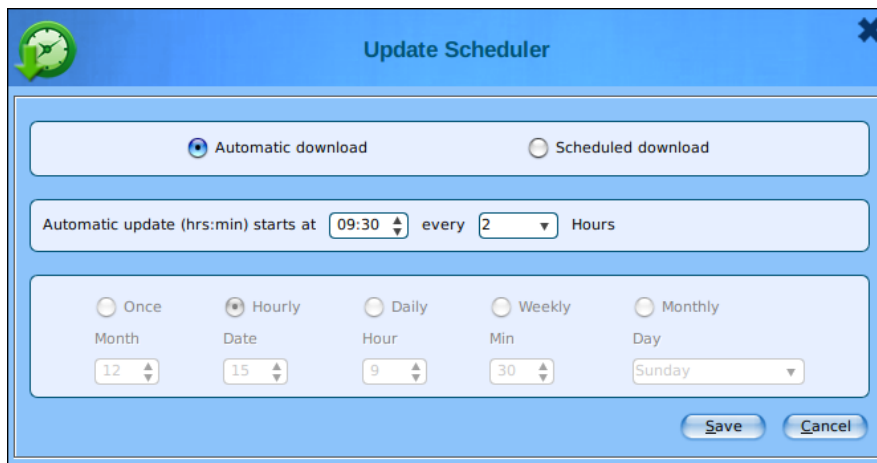 Update Scheduler
Automatic download Scheduled download
Automatic update (hrs:min) starts at 09:30 every 2 Hours
Once Hourly Daily Weekly Monthly
Month Date Hour Min Day
12 15 9 30 Sunday
Save Cancel